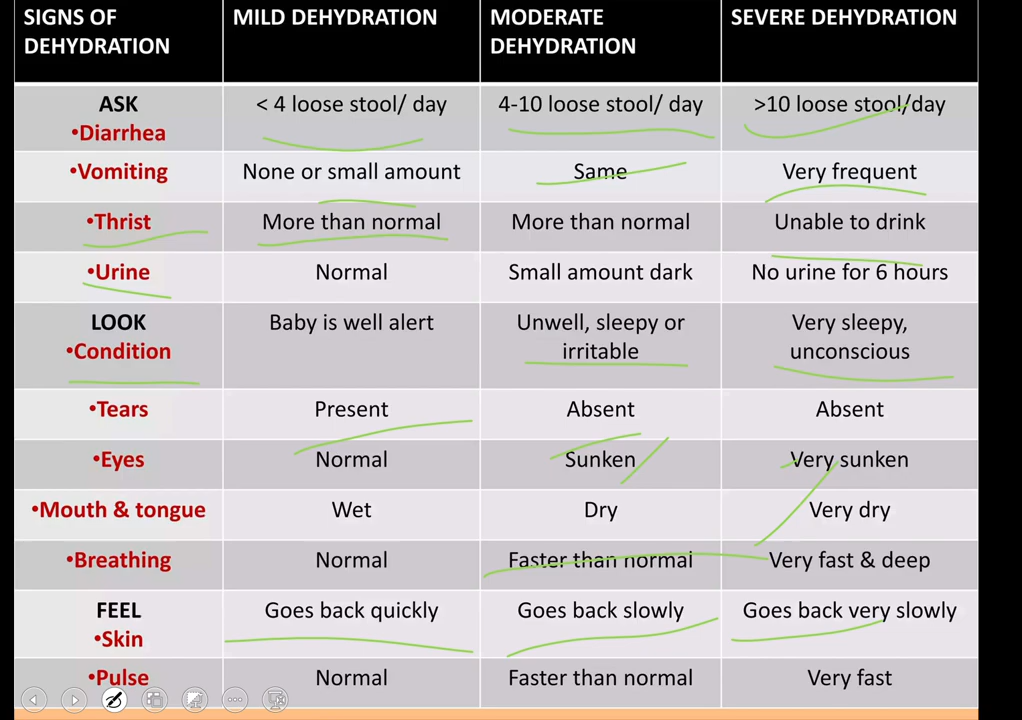 SIGNS OF DEHYDRATION
MILD DEHYDRATION
MODERATE DEHYDRATION
SEVERE DEHYDRATION
ASK
•Diarrhea
< 4 loose stool/ day
4-10 loose stool/ day
>10 loose stool/day
•Vomiting
None or small amount
Same
Very frequent
•Thrist
More than normal
More than normal
Unable to drink
•Urine
Normal
Small amount dark
No urine for 6 hours
LOOK
•Condition
Baby is well alert
Unwell, sleepy or
irritable
Very sleepy,
unconscious
•Tears
Present
Absent
Absent
•Eyes
Normal
Sunken
Very sunken
•Mouth & tongue
Wet
Dry
Very dry
•Breathing
Normal
Faster than normal
Very fast & deep
FEEL
•Skin
Goes back quickly
Goes back slowly
Goes back very slowly
•Pulse
Normal
Faster than normal
Very fast